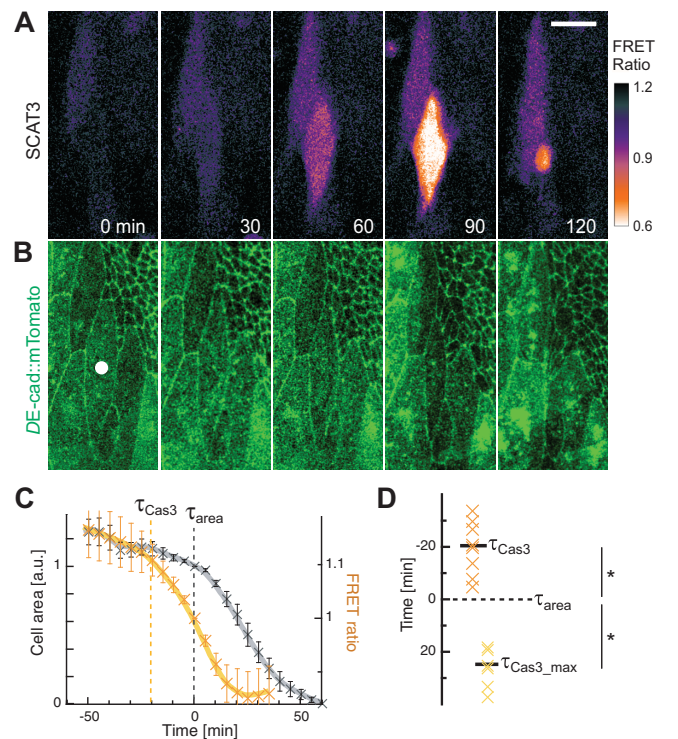 A
SCAT3
0 min
30
60
90
120
FRET
Ratio
1.2
0.9
0.6
B
DE-cad::mTomato
C
τCas3
τarea
Cell area [a.u.]
1
0
1.1
1
FRET ratio
-50
0
50
Time [min]
D
Time [min]
-20
0
20
τCas3
τarea
τCas3_max
*
*